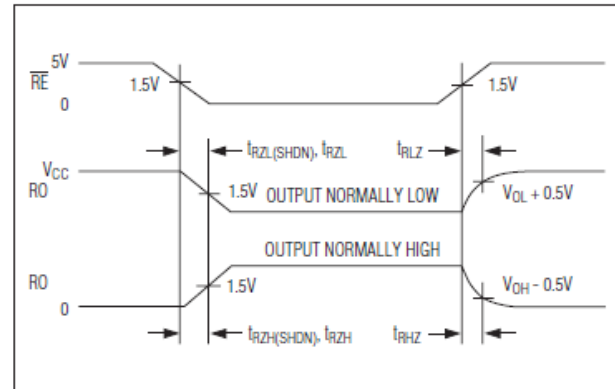 5V
RE
1.5V
1.5V
0
tRZL(SHDN), tRZL
tRLZ
VCC
RO
1.5V
OUTPUT NORMALLY LOW
VOL + 0.5V
OUTPUT NORMALLY HIGH
RO
1.5V
VOH - 0.5V
0
tRZH(SHDN), tRZH
tRHZ